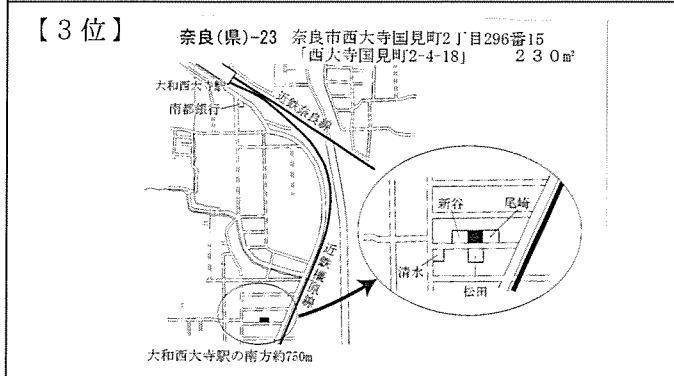 【3位】
奈良(県)-23 奈良市西大寺国見町2丁目296番15
「西大寺国見町2-4-18」 230㎡
大和西大寺駅
南都銀行
近鉄奈良線
新谷
尾崎
清水
松田
近鉄橿原線
大和西大寺駅の南方約750m